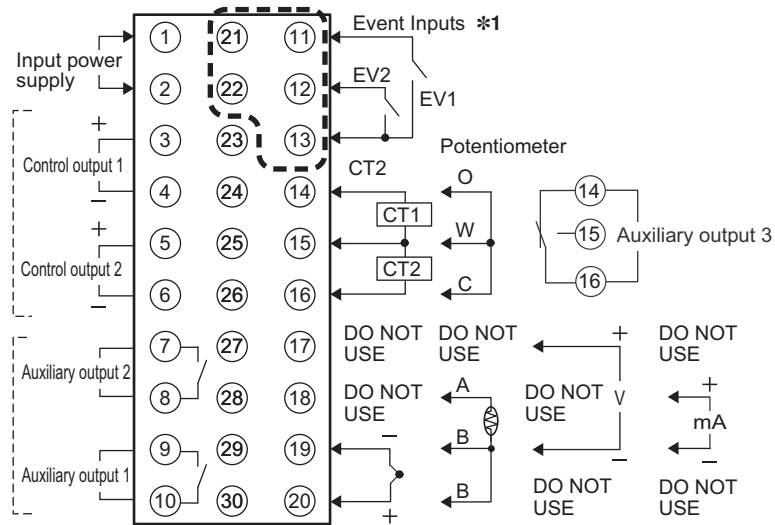 Event Inputs *1
1 21 11
Input power
supply
EV2
2 22 12
EV1
+
3 23 13
Control output 1
Potentiometer
CT2
O
4 24 14
−
CT1
14
+
5 25 15
W
15 Auxiliary output 3
Control output 2
CT2
6 26 16
−
C
16
7 27 17
DO NOT
USE
DO NOT
USE
+
DO NOT
USE
Auxiliary output 2
8 28 18
DO NOT
USE
A
DO NOT
USE
V
+
mA
−
9 29 19
−
B
−
Auxiliary output 1
10 30 20
+
B
DO NOT
USE
DO NOT
USE